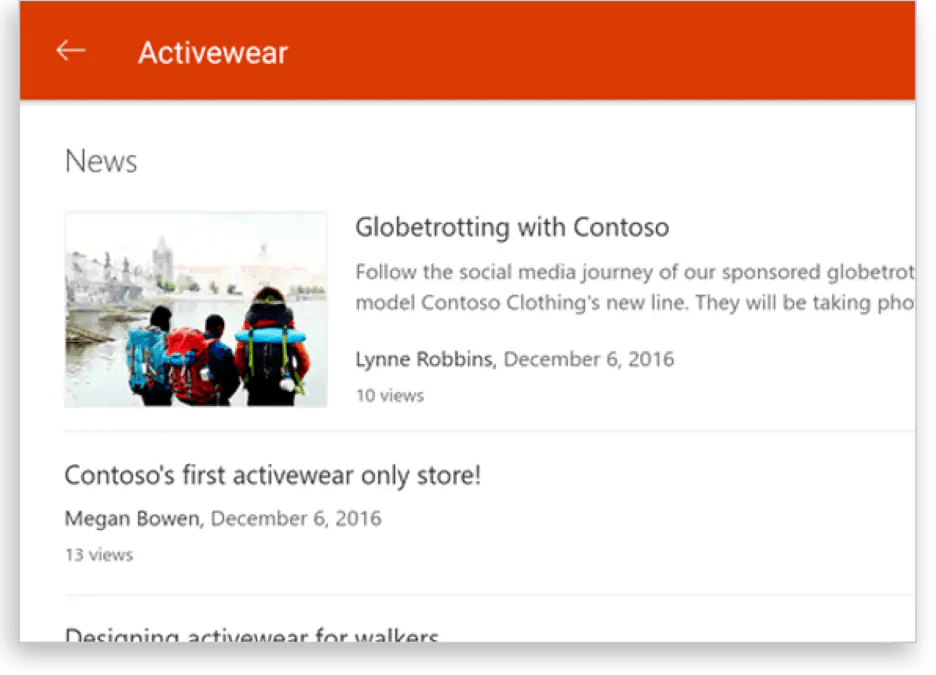 Activewear
News
Globetrotting with Contoso
Follow the social media journey of our sponsored
model Contoso Clothing's new line. They will be taking
Lynne Robbins, December 6, 2016
10 views
Contoso's first activewear only store!
Megan Bowen, December 6, 2016
13 views
Designing activewear for walkers